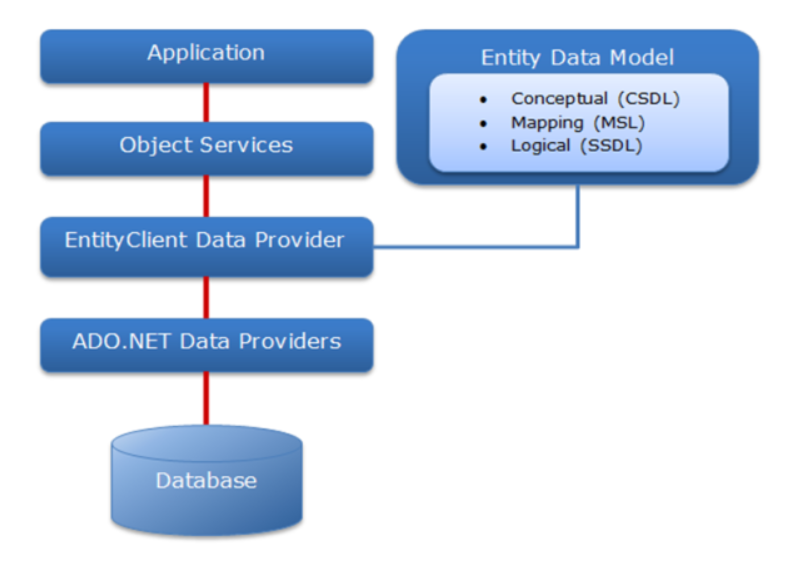 Application
Object Services
EntityClient Data Provider
ADO.NET Data Providers
Database
Entity Data Model
• Conceptual (CSDL)
• Mapping (MSL)
• Logical (SSDL)